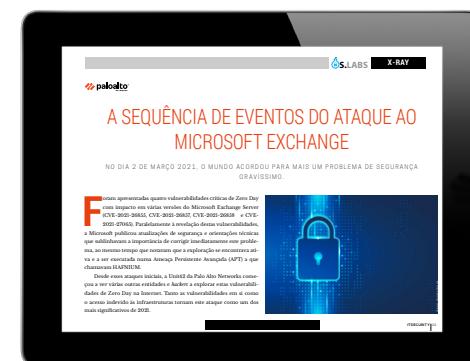 S.LABS X-RAY
paloalto
A SEQUÊNCIA DE EVENTOS DO ATAQUE AO
MICROSOFT EXCHANGE
NO DIA 2 DE MARÇO 2021, O MUNDO ACORDOU PARA MAIS UM PROBLEMA DE SEGURANÇA
GRAVÍSSIMO.
Foram apresentadas quatro vulnerabilidades críticas de Zero Day
com impacto em várias versões do Microsoft Exchange Server
(CVE-2021-26855, CVE-2021-26857, CVE-2021-26858 e CVE-
2021-27065). Paralelamente à revelação destas vulnerabilidades,
a Microsoft publicou atualizações de segurança e orientações técnicas
que sublinhavam a importância de corrigir imediatamente este proble-
ma, ao mesmo tempo que notavam que a exploração se encontrava ati-
va e a ser executada numa Ameaça Persistente Avançada (APT) a que
chamavam HAFNIUM.
Desde esses ataques iniciais, a Unit42 da Palo Alto Networks come-
çou a ver várias outras entidades e hackers a explorar estas vulnerabili-
dades de Zero Day na Internet. Tanto as vulnerabilidades em si como
o acesso indevido às infraestruturas tornam este ataque como um dos
mais significativos de 2021.
ITSECURITY